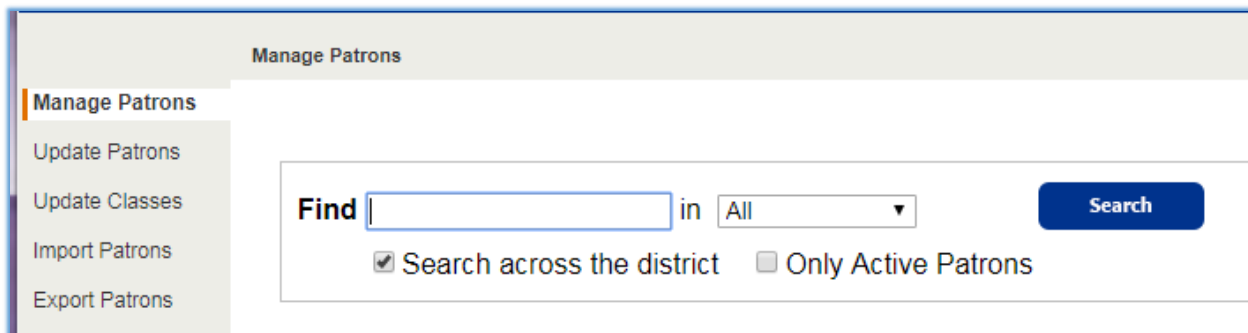 Manage Patrons
Manage Patrons
Update Patrons
Update Classes
Import Patrons
Export Patrons
Find in All Search
Search across the district Only Active Patrons